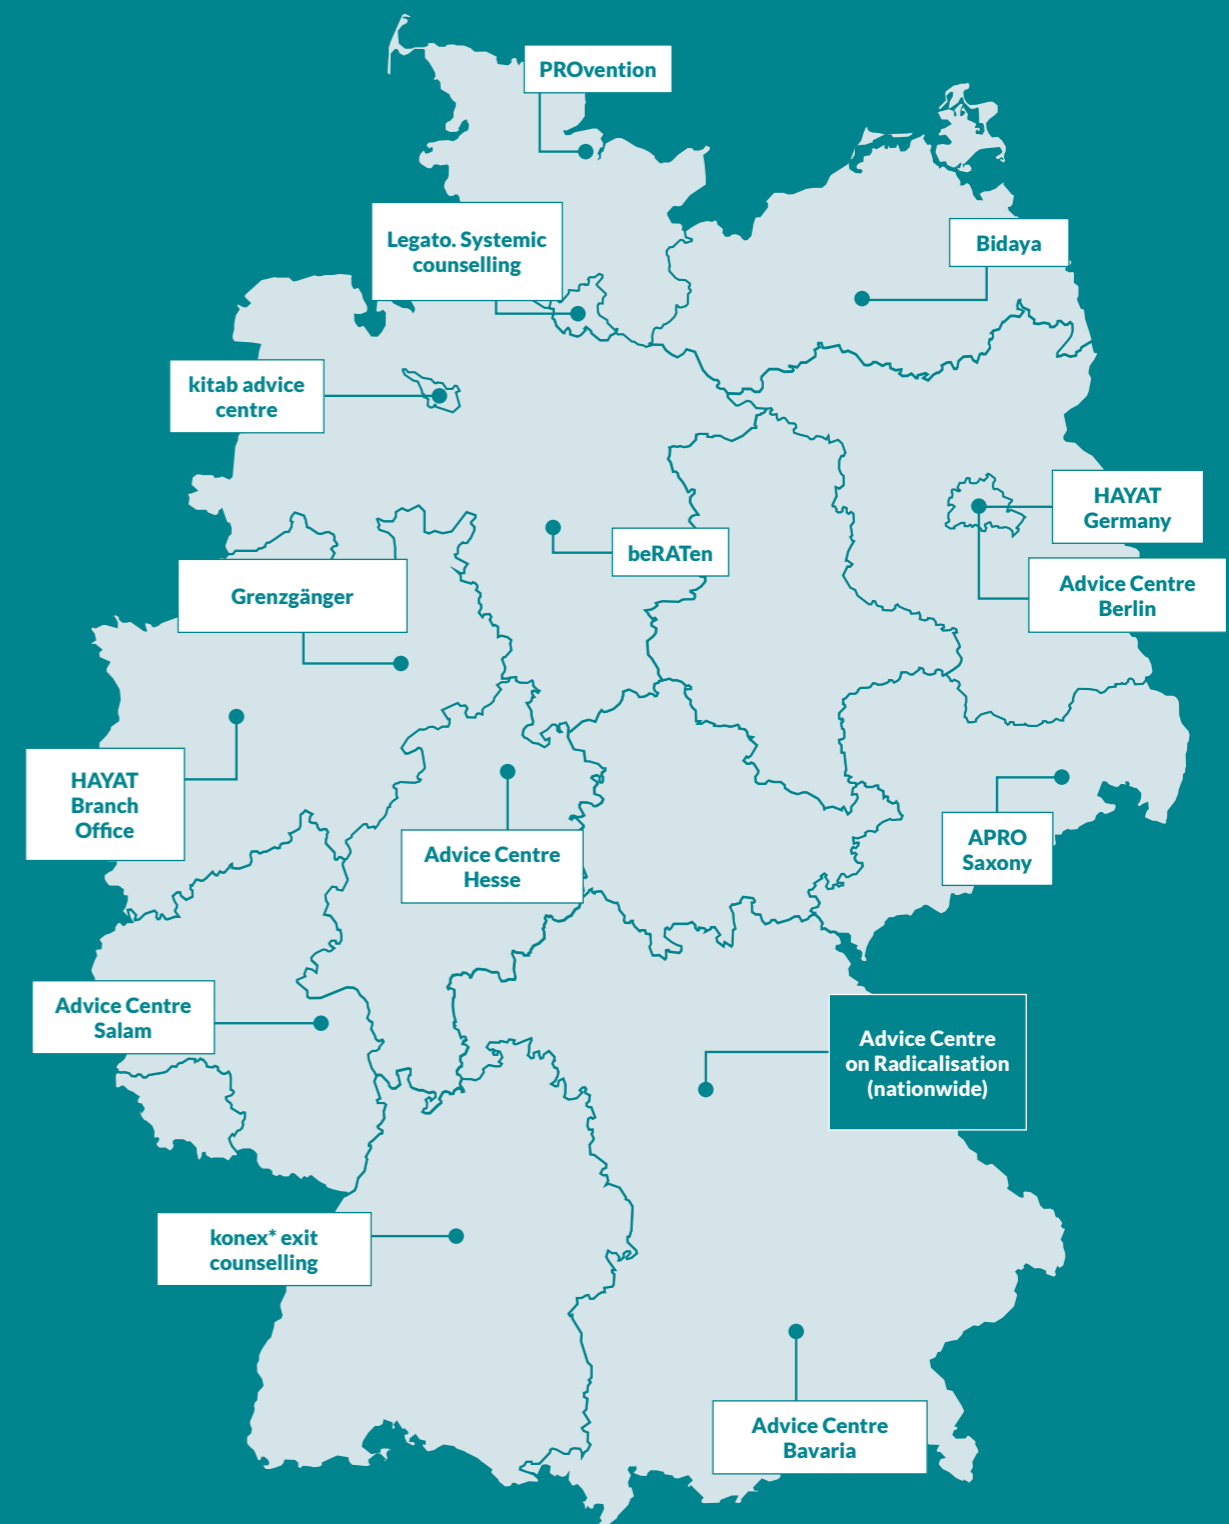 PROvention
Legato. Systemic
counselling
Bidaya
kitab advice
centre
HAYAT
Germany
beRATen
Advice Centre
Berlin
Grenzgänger
HAYAT
Branch
Office
Advice Centre
Hesse
APRO
Saxony
Advice Centre
Salam
Advice Centre
on Radicalisation
(nationwide)
konex* exit
counselling
Advice Centre
Bavaria